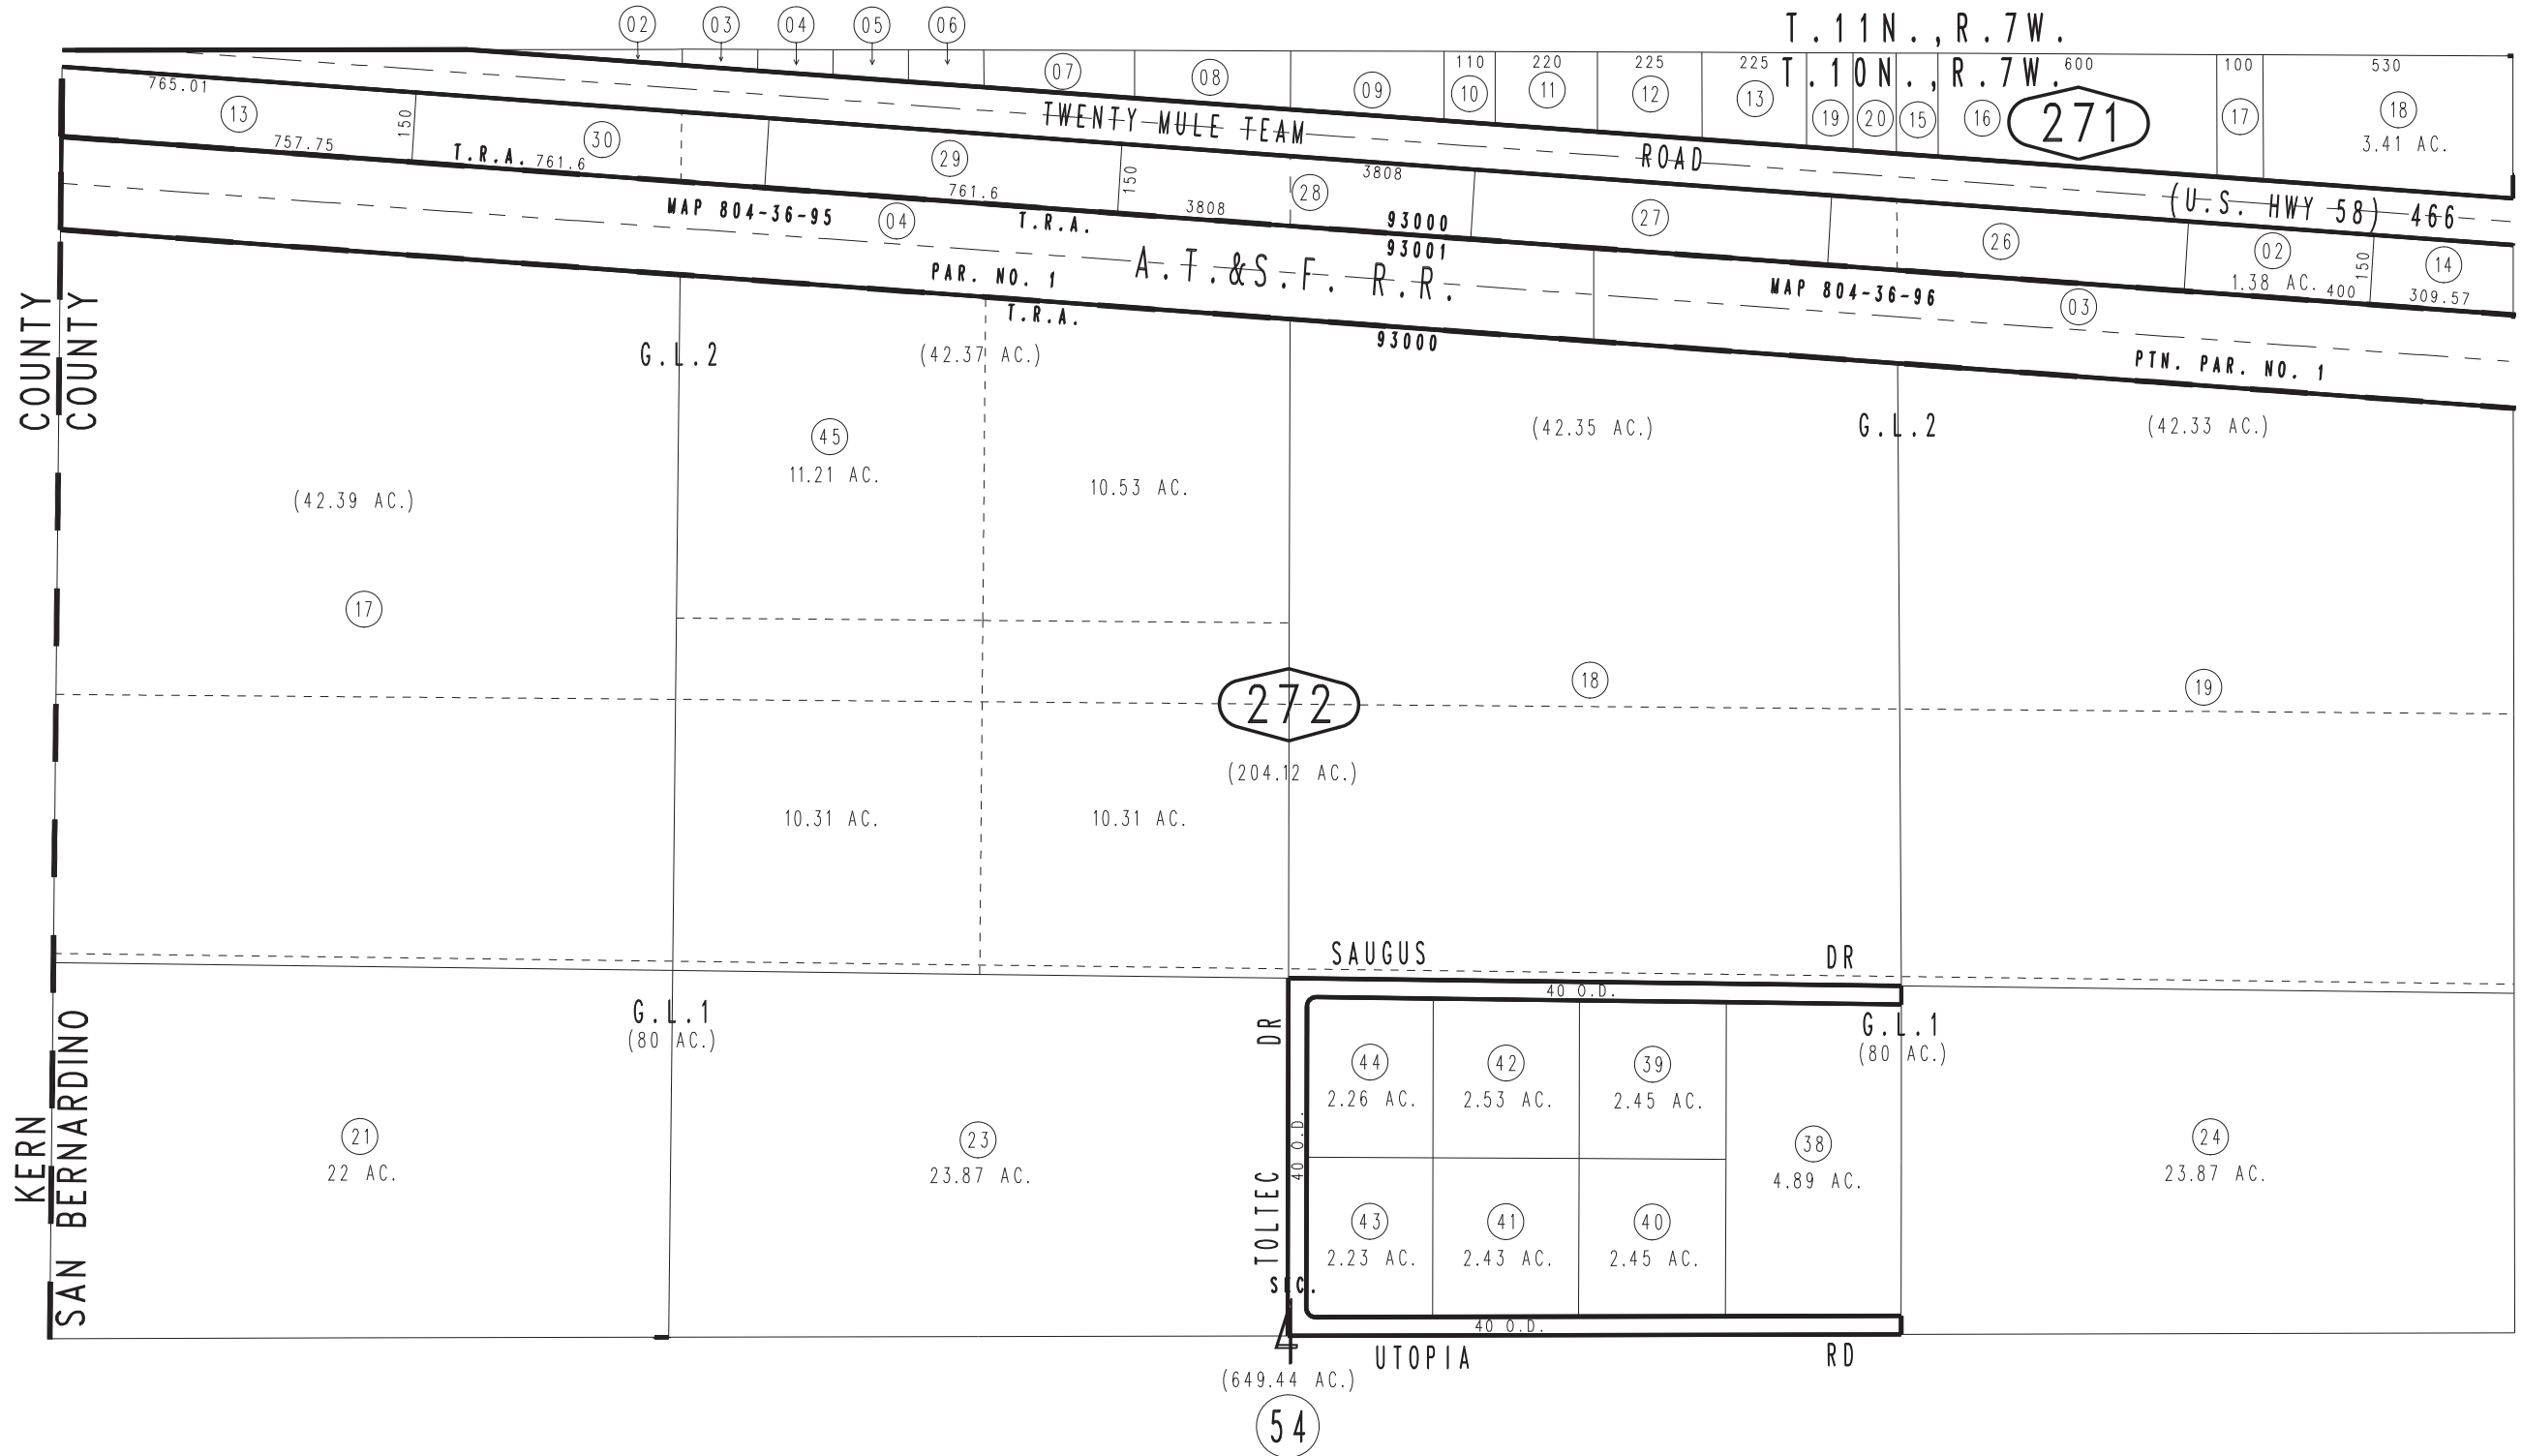 02
03
04
05
06
T.11N.,R.7W.
T.10N.,R.7W.
07
08
09
110
10
220
11
225
12
225
13
19
20
15
16
600
271
100
17
530
18
3.41 AC.
765.01
13
757.75
150
T.R.A.
761.6
30
29
761.6
150
TWENTY MULE TEAM ROAD (U.S. HWY 58) 466
3808
28
3808
27
26
02
1.38 AC.
400
150
14
309.57
MAP 804-36-95
04
T.R.A.
93000
93001
A.T.&S.F. R.R.
PAR. NO. 1
T.R.A.
93000
MAP 804-36-96
03
PTN. PAR. NO. 1
COUNTY
COUNTY
G.L.2
(42.37 AC.)
(42.39 AC.)
17
45
11.21 AC.
10.53 AC.
(42.35 AC.)
G.L.2
(42.33 AC.)
18
19
272
(204.12 AC.)
10.31 AC.
10.31 AC.
SAUGUS DR
40 O.D.
KERN
SAN BERNARDINO
G.L.1
(80 AC.)
21
22 AC.
23
23.87 AC.
TOLTEC DR
40 O.D.
44
2.26 AC.
42
2.53 AC.
39
2.45 AC.
G.L.1
(80 AC.)
38
4.89 AC.
24
23.87 AC.
43
2.23 AC.
41
2.43 AC.
40
2.45 AC.
SEC.
4
40 O.D.
UTOPIA RD
(649.44 AC.)
54